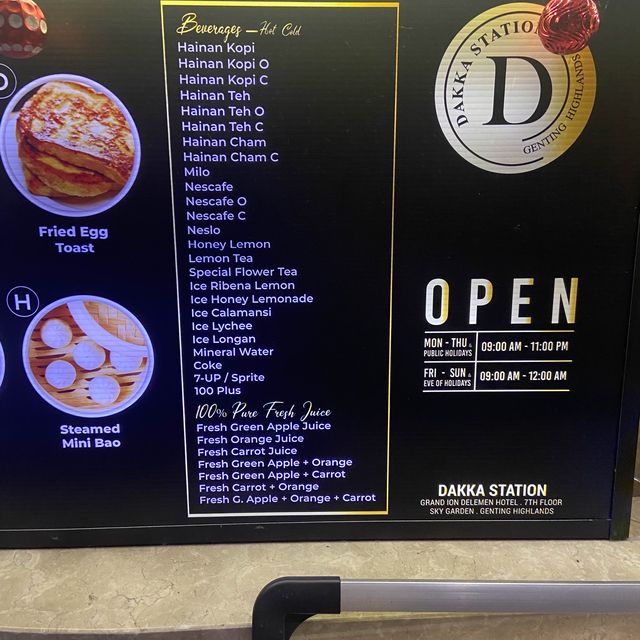 Fried Egg
Toast
H
Steamed
Mini Bao
Beverages - Hot Cold
Hainan Kopi
Hainan Kopi O
Hainan Kopi C
Hainan Teh
Hainan Teh O
Hainan Teh C
Hainan Cham
Hainan Cham C
Milo
Nescafe
Nescafe O
Nescafe C
Neslo
Honey Lemon
Lemon Tea
Special Flower Tea
Ice Ribena Lemon
Ice Honey Lemonade
Ice Calamansi
Ice Lychee
Ice Longan
Mineral Water
Coke
7-UP / Sprite
100 Plus
100% Pure Fresh Juice
Fresh Green Apple Juice
Fresh Orange Juice
Fresh Carrot Juice
Fresh Green Apple + Orange
Fresh Green Apple + Carrot
Fresh Carrot + Orange
Fresh G. Apple + Orange + Carrot
DAKKA STATION
D
GENTING HIGHLANDS
OPEN
MON - THU &
PUBLIC HOLIDAYS
09:00 AM - 11:00 PM
FRI - SUN &
EVE OF HOLIDAYS
09:00 AM - 12:00 AM
DAKKA STATION
GRAND ION DELEMEN HOTEL . 7TH FLOOR
SKY GARDEN . GENTING HIGHLANDS